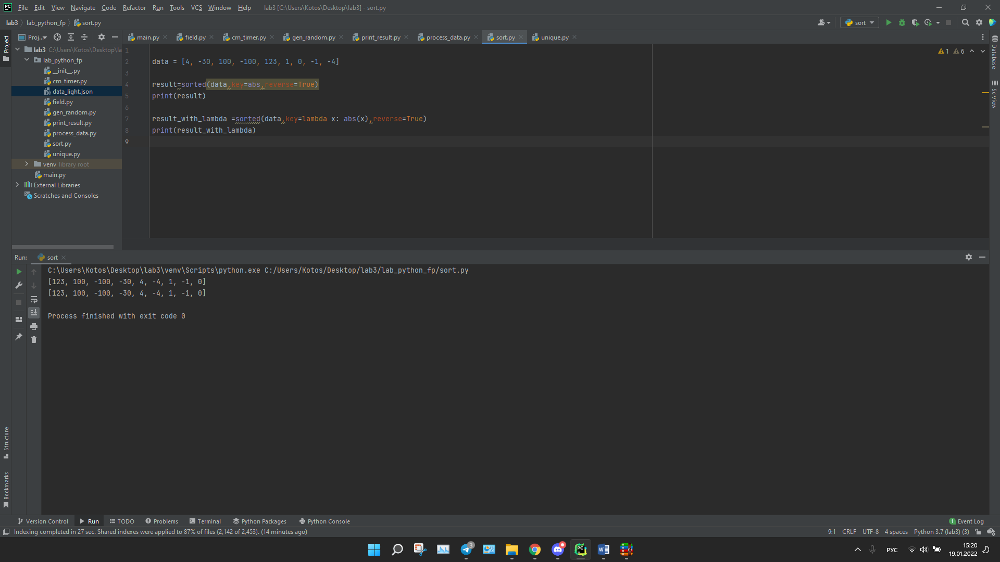 PC File Edit View Navigate Code Refactor Run Tools VCS Window Help lab3 [C:\Users\Kotos\Desktop\lab3] - sort.py
lab3 lab_python_fp sort.py sort
Project
Proj... main.py field.py cm_timer.py gen_random.py print_result.py process_data.py sort.py unique.py
lab3 C:\Users\Kotos\Desktop\la
lab_python_fp
__init__.py
cm_timer.py
data_light.json
field.py
gen_random.py
print_result.py
process_data.py
sort.py
unique.py
venv library root
main.py
External Libraries
Scratches and Consoles
1
2 data = [4, -30, 100, -100, 123, 1, 0, -1, -4]
3
4 result=sorted(data,key=abs,reverse=True)
5 print(result)
6
7 result_with_lambda =sorted(data,key=lambda x: abs(x),reverse=True)
8 print(result_with_lambda)
9
1 6
Database
SciView
Run: sort
C:\Users\Kotos\Desktop\lab3\venv\Scripts\python.exe C:/Users/Kotos/Desktop/lab3/lab_python_fp/sort.py
[123, 100, -100, -30, 4, -4, 1, -1, 0]
[123, 100, -100, -30, 4, -4, 1, -1, 0]
Process finished with exit code 0
Structure
Bookmarks
Version Control Run TODO Problems Terminal Python Packages Python Console 1 Event Log
Indexing completed in 27 sec. Shared indexes were applied to 87% of files (2,142 of 2,453). (14 minutes ago) 9:1 CRLF UTF-8 4 spaces Python 3.7 (lab3) (3)
3 PC W РУС 15:20
19.01.2022